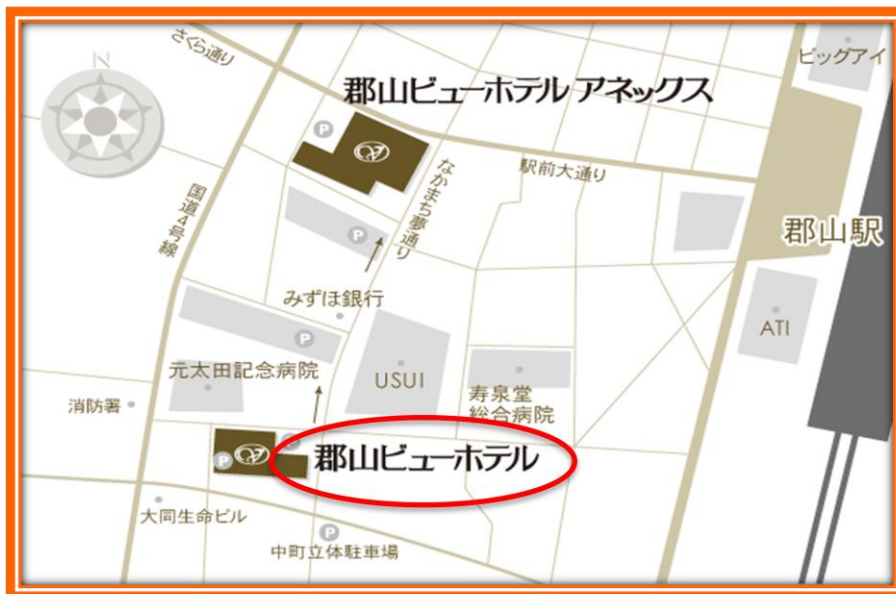 さくら通り
N
ビッグアイ
郡山ビューホテル アネックス
P
駅前大通り
なかまち夢通り
国道4号線
郡山駅
P
みずほ銀行
ATI
P
元太田記念病院
USUI
寿泉堂
総合病院
消防署
P
郡山ビューホテル
P
大同生命ビル
P
中町立体駐車場